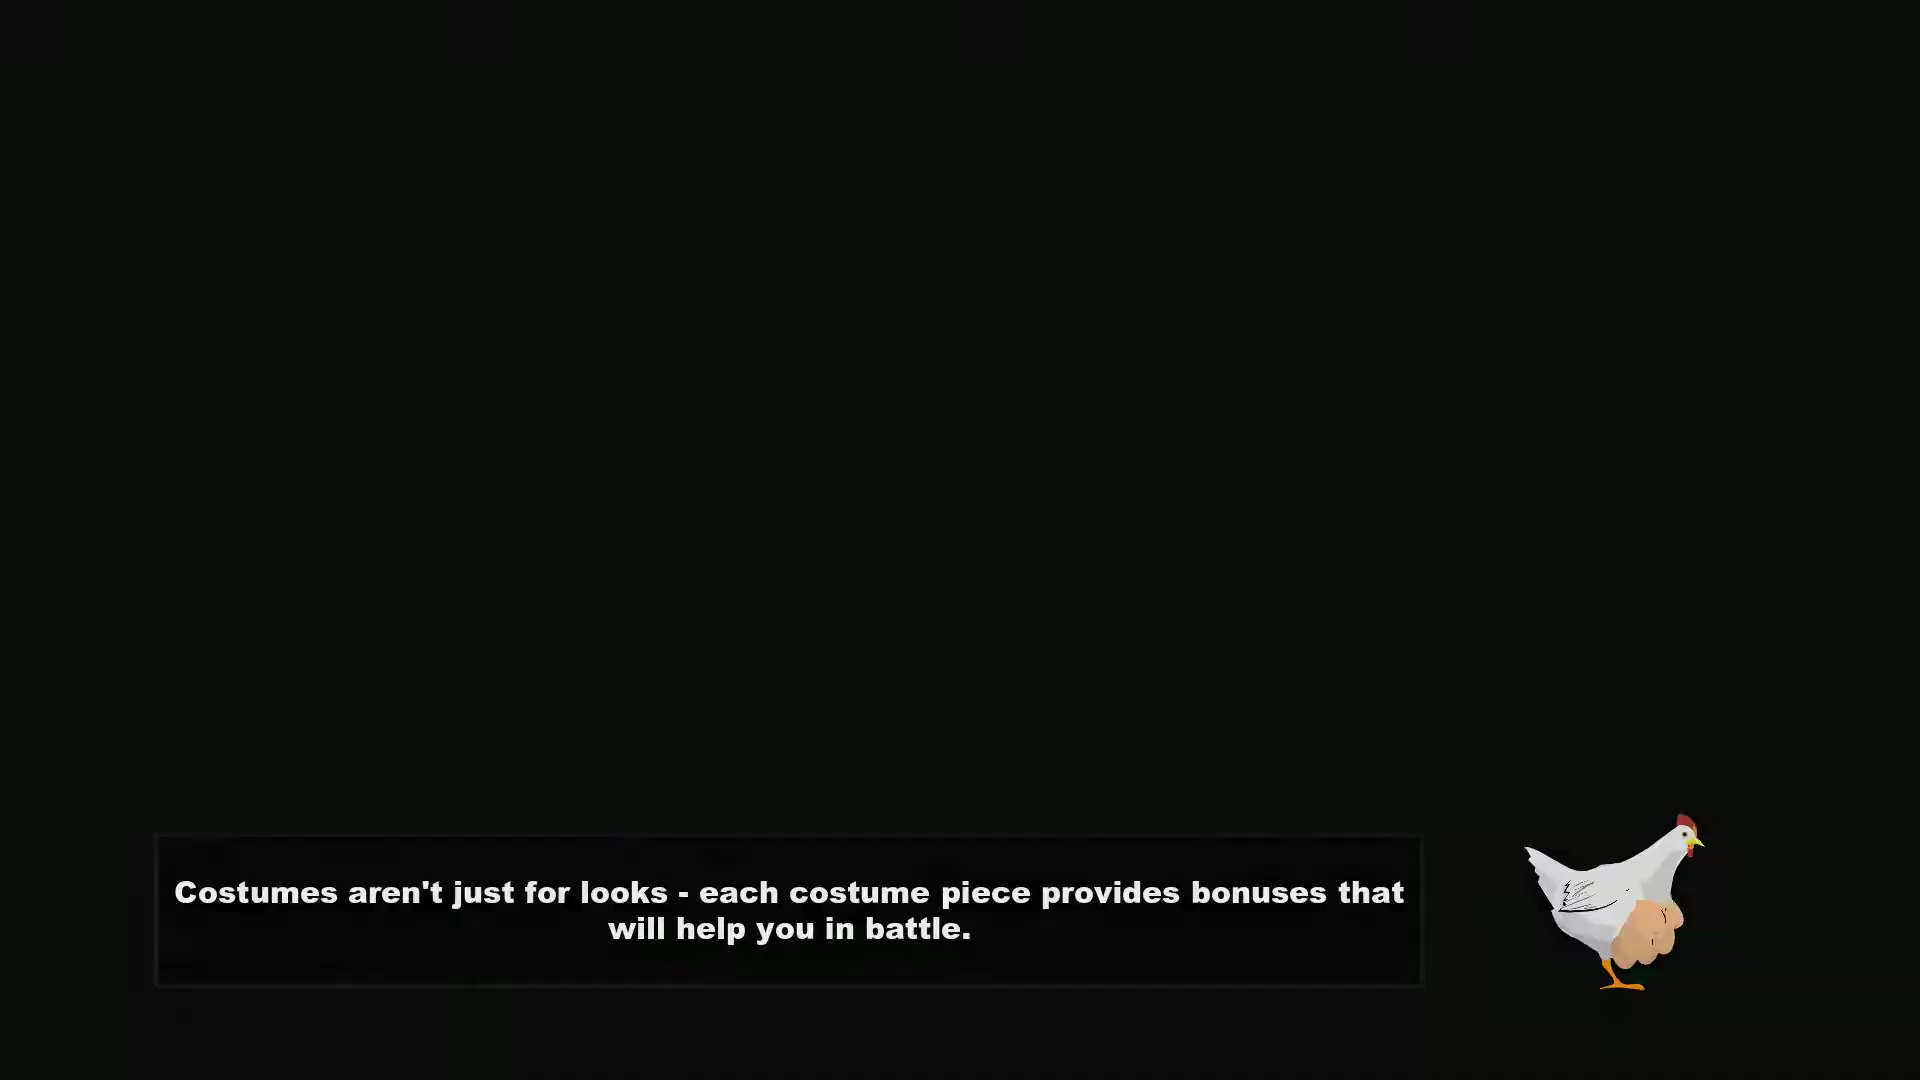 Costumes aren't just for looks - each costume piece provides bonuses that
will help you in battle.